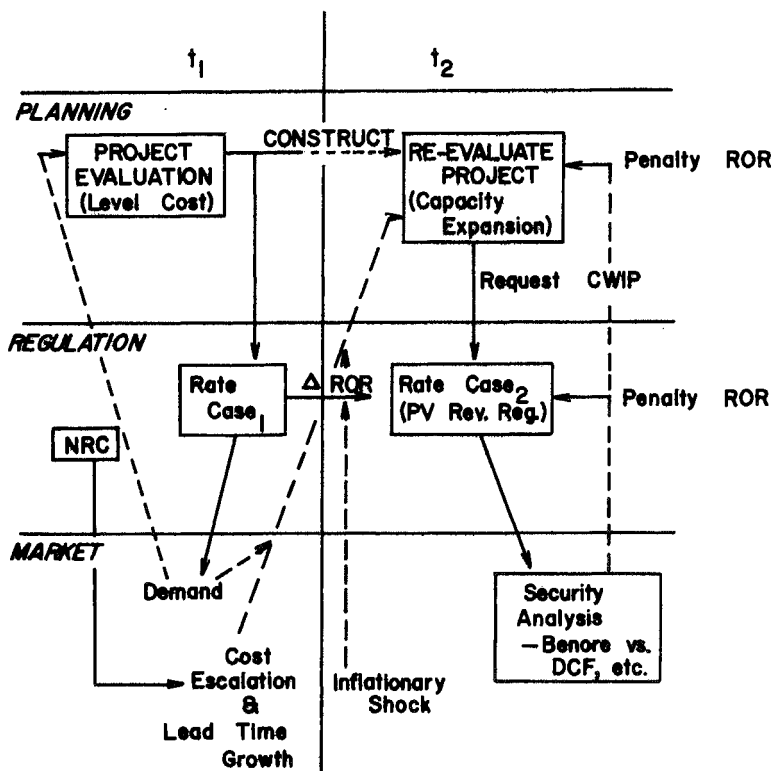 t1 t2
PLANNING
PROJECT
EVALUATION
(Level Cost)
CONSTRUCT
RE-EVALUATE
PROJECT
(Capacity
Expansion)
Penalty ROR
Request CWIP
REGULATION
Rate
Case1
Δ ROR
Rate Case2
(PV Rev. Reg.)
Penalty ROR
NRC
MARKET
Demand
Security
Analysis
—Benore vs.
DCF, etc.
Cost
Escalation
&
Lead Time
Growth
Inflationary
Shock